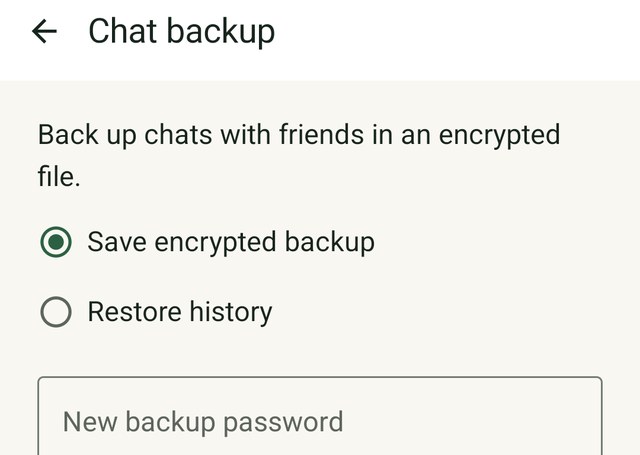 Chat backup
Back up chats with friends in an encrypted
file.
Save encrypted backup
Restore history
New backup password